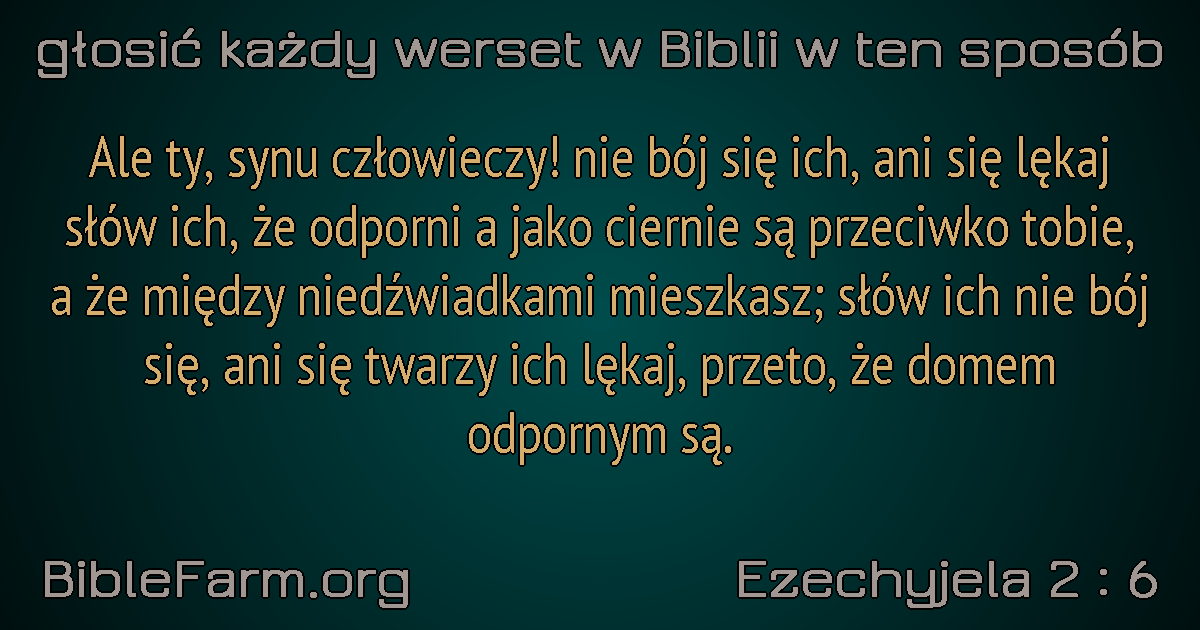 głosić każdy werset w Biblii w ten sposób
Ale ty, synu człowieczy! nie bój się ich, ani się lękaj
słów ich, że odporni a jako ciernie są przeciwko tobie,
a że między niedźwiadkami mieszkasz; słów ich nie bój
się, ani się twarzy ich lękaj, przeto, że domem
odpornym są.
BibleFarm.org
Ezechyjela 2 : 6